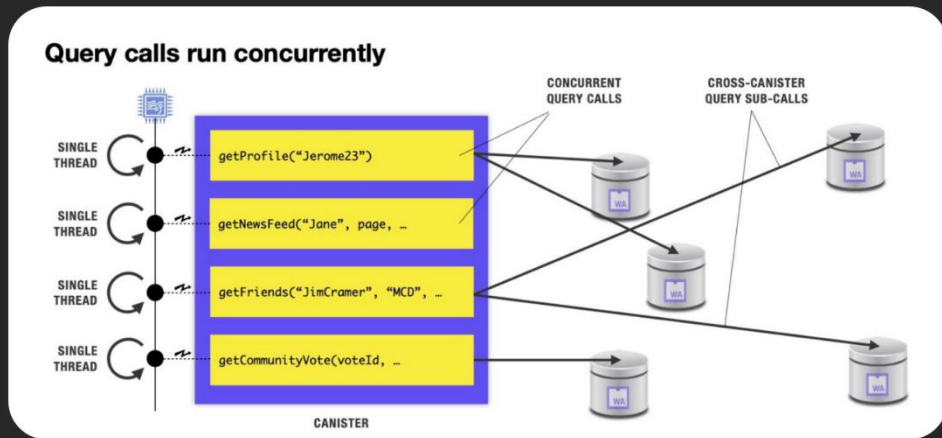 Query calls run concurrently
CONCURRENT
QUERY CALLS
CROSS-CANISTER
QUERY SUB-CALLS
SINGLE
THREAD
getProfile(“Jerome23”)
WA
WA
SINGLE
THREAD
getNewsFeed(“Jane”, page, …
WA
SINGLE
THREAD
getFriends(“JimCramer”, “MCD”, …
SINGLE
THREAD
getCommunityVote(voteId, …
WA
WA
CANISTER